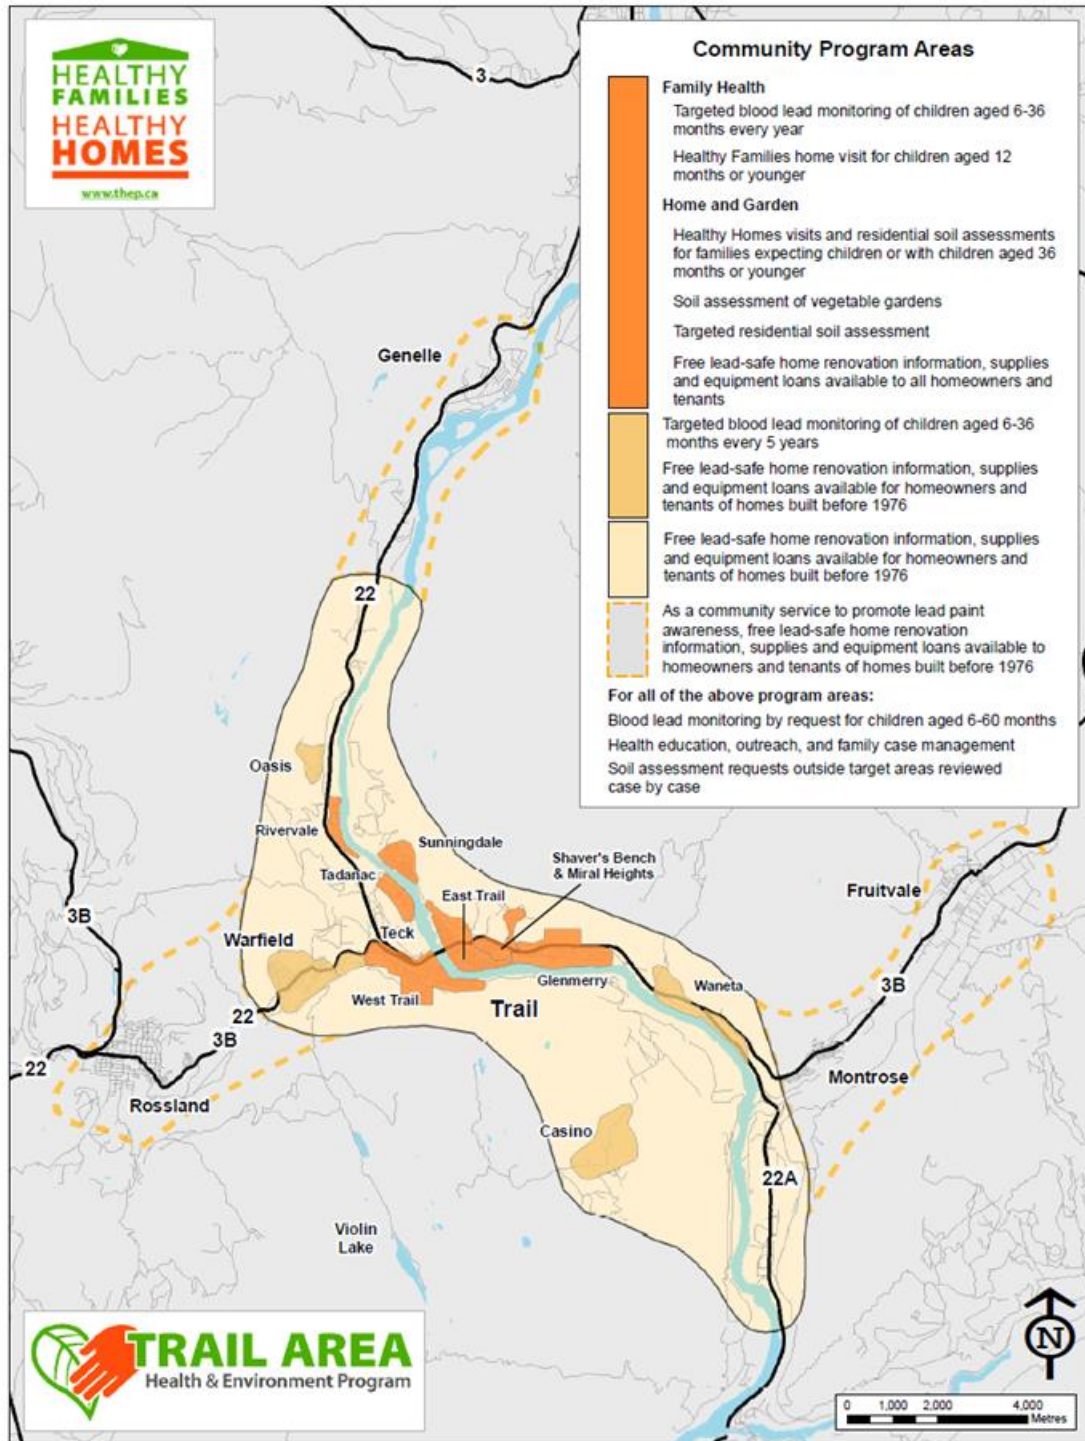 HEALTHY
FAMILIES
HEALTHY
HOMES
www.thep.ca
Community Program Areas
Family Health
Targeted blood lead monitoring of children aged 6-36
months every year
Healthy Families home visit for children aged 12
months or younger
Home and Garden
Healthy Homes visits and residential soil assessments
for families expecting children or with children aged 36
months or younger
Soil assessment of vegetable gardens
Targeted residential soil assessment
Free lead-safe home renovation information, supplies
and equipment loans available to all homeowners and
tenants
Targeted blood lead monitoring of children aged 6-36
months every 5 years
Free lead-safe home renovation information, supplies
and equipment loans available for homeowners and
tenants of homes built before 1976
Free lead-safe home renovation information, supplies
and equipment loans available for homeowners and
tenants of homes built before 1976
As a community service to promote lead paint
awareness, free lead-safe home renovation
information, supplies and equipment loans available to
homeowners and tenants of homes built before 1976
For all of the above program areas:
Blood lead monitoring by request for children aged 6-60 months
Health education, outreach, and family case management
Soil assessment requests outside target areas reviewed
case by case
3
Genelle
22
Oasis
Rivervale
Sunningdale
Tadanac
Shaver's Bench
& Miral Heights
East Trail
Fruitvale
3B
Teck
Warfield
West Trail
Glenmerry
Waneta
3B
Trail
22
3B
22
Rossland
Montrose
Casino
22A
Violin
Lake
N
TRAIL AREA
Health & Environment Program
0 1,000 2,000 4,000
Metres